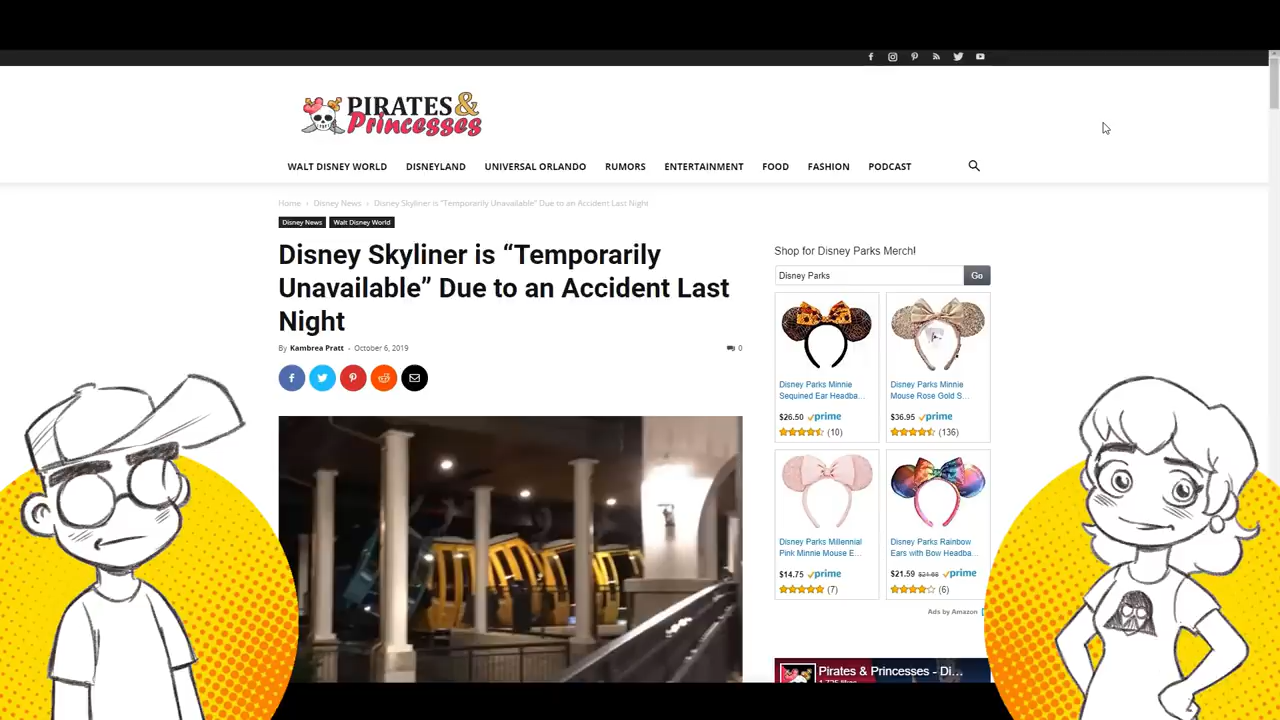 PIRATES &
Princesses
WALT DISNEY WORLD DISNEYLAND UNIVERSAL ORLANDO RUMORS ENTERTAINMENT FOOD FASHION PODCAST
Home › Disney News › Disney Skyliner is “Temporarily Unavailable” Due to an Accident Last Night
Disney News Walt Disney World
Disney Skyliner is “Temporarily
Unavailable” Due to an Accident Last
Night
By Kambrea Pratt - October 6, 2019
0
Shop for Disney Parks Merch!
Disney Parks Go
Disney Parks Minnie
Sequined Ear Headba...
$26.50 prime
(10)
Disney Parks Minnie
Mouse Rose Gold S...
$36.95 prime
(136)
Disney Parks Millennial
Pink Minnie Mouse E...
$14.75 prime
(7)
Disney Parks Rainbow
Ears with Bow Headba...
$21.59 prime
(6)
Ads by Amazon
Pirates & Princesses - Di...